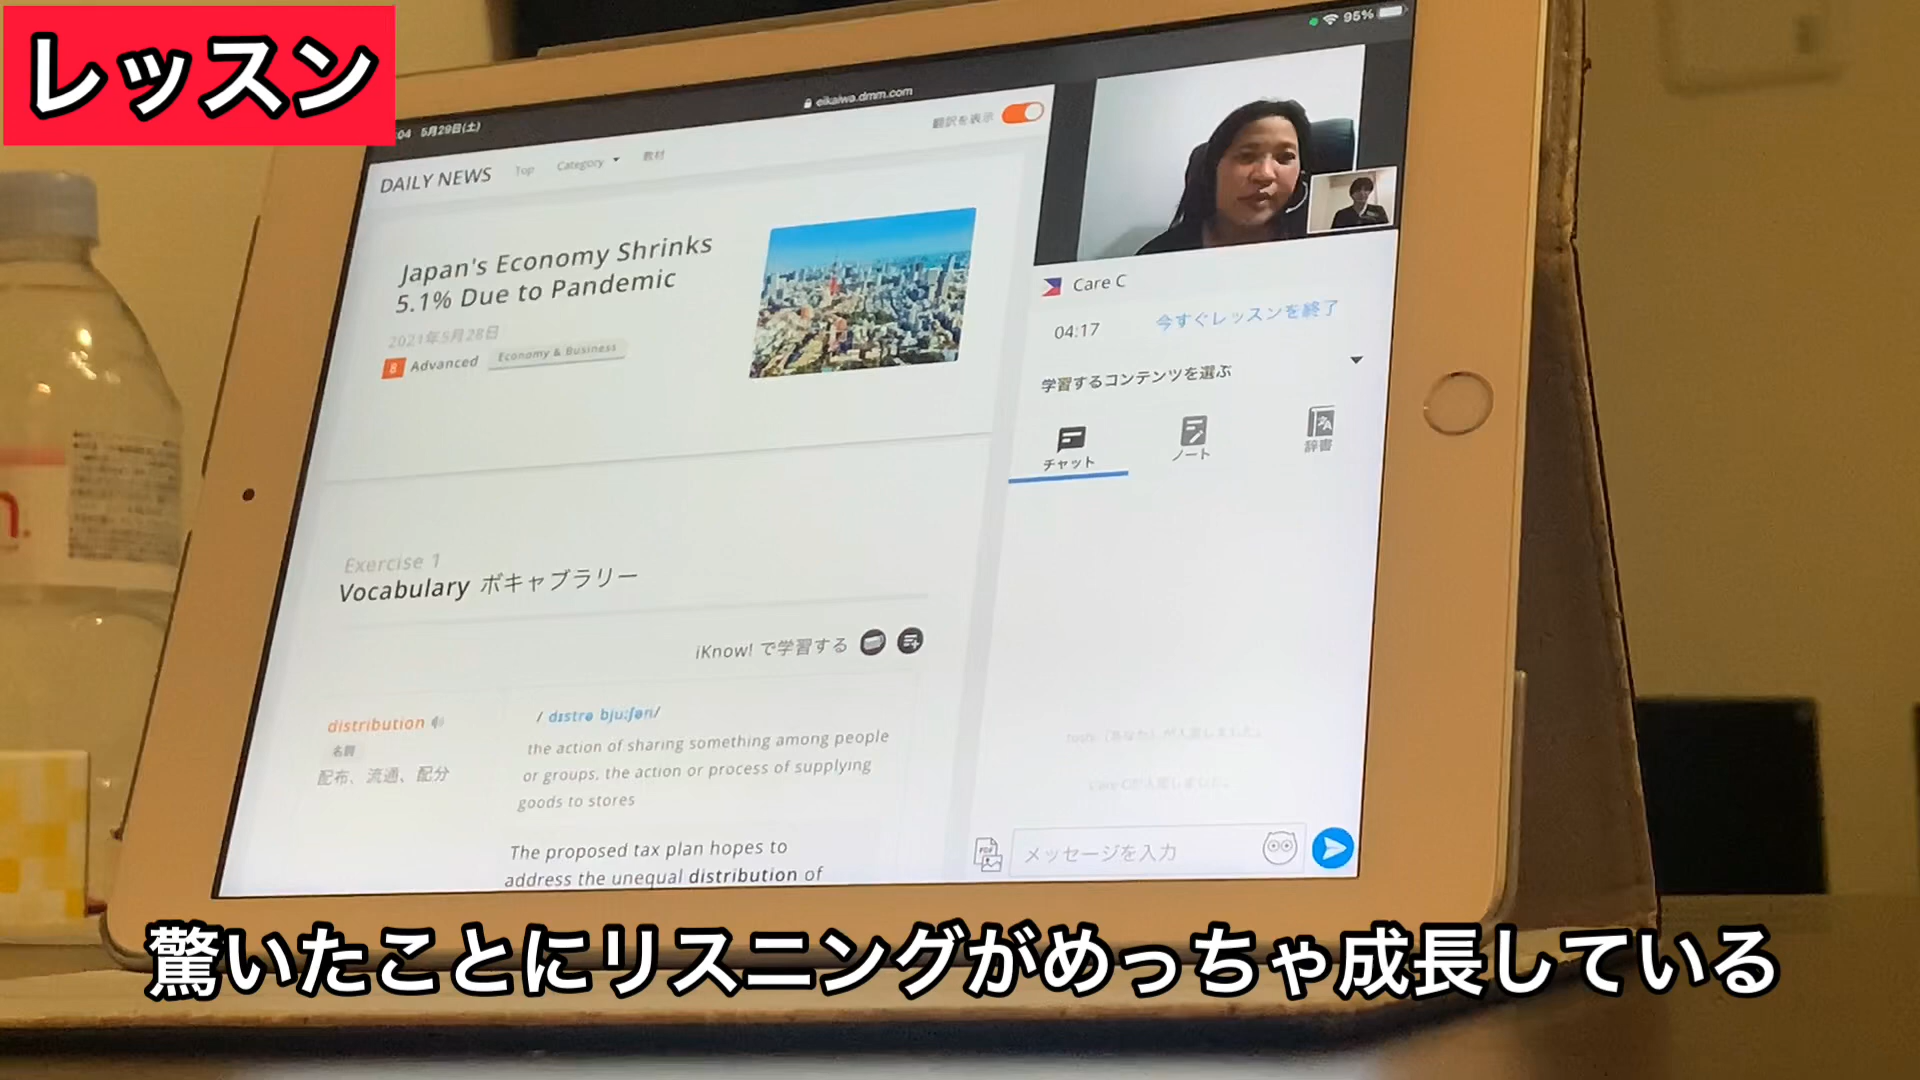 レッスン
:04 5月29日(土)
eikaiwa.dmm.com
95%
DAILY NEWS
Top
Category
教材
翻訳を表示
Japan's Economy Shrinks
5.1% Due to Pandemic
2021年5月28日
8 Advanced
Economy & Business
Care C
04:17
今すぐレッスンを終了
学習するコンテンツを選ぶ
チャット
ノート
辞書
Exercise 1
Vocabulary ボキャブラリー
iKnow! で学習する
distribution
名詞
配布、流通、配分
/ dɪstrə bju:ʃən/
the action of sharing something among people
or groups, the action or process of supplying
goods to stores
The proposed tax plan hopes to
address the unequal distribution of
PDF
メッセージを入力
n.
驚いたことにリスニングがめっちゃ成長している